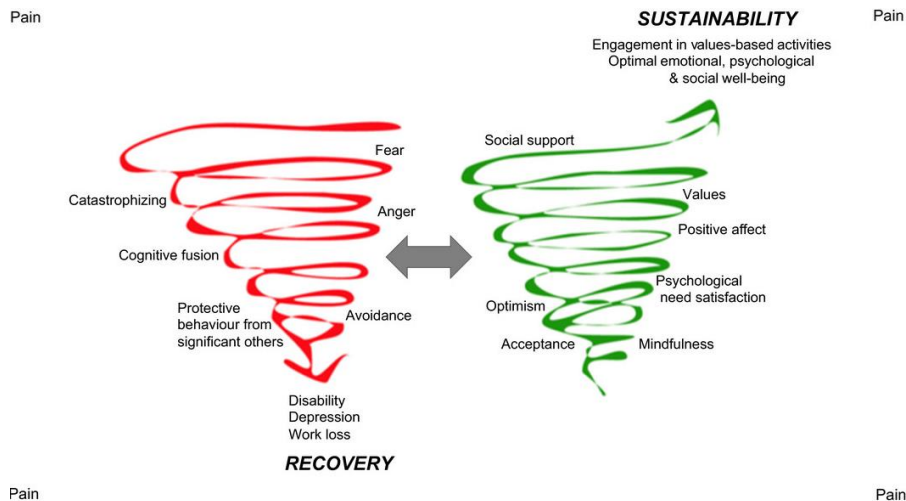 Pain
SUSTAINABILITY
Pain
Engagement in values-based activities
Optimal emotional, psychological
& social well-being
Social support
Fear
Catastrophizing
Values
Anger
Positive affect
Cognitive fusion
Psychological
need satisfaction
Protective
behaviour from
significant others
Avoidance
Optimism
Acceptance
Mindfulness
Disability
Depression
Work loss
RECOVERY
Pain
Pain